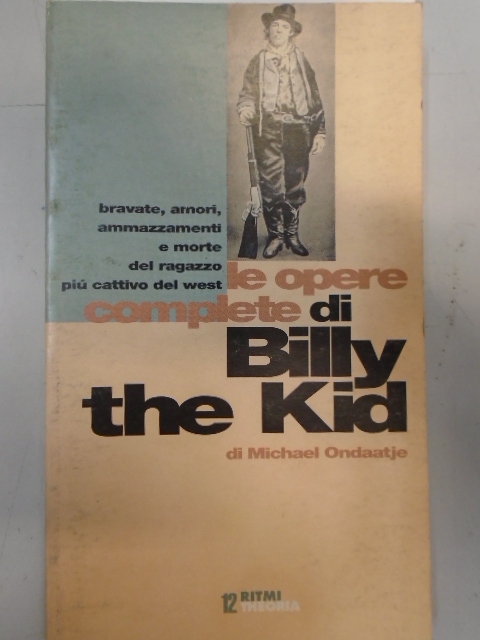 bravate, amori,
ammazzamenti
e morte
del ragazzo
piú cattivo del west
le opere
complete di
Billy
the Kid
di Michael Ondaatje
12 RITMI
THEORIA